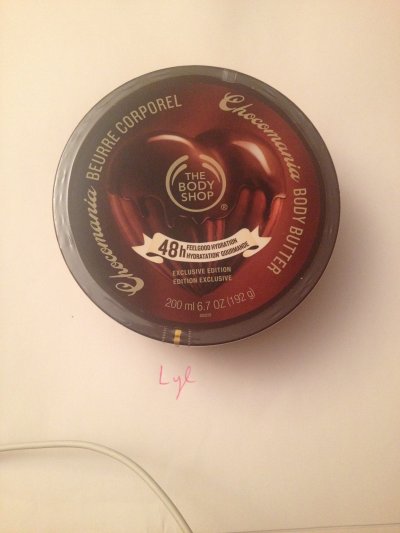 Chocomania BEURRE CORPOREL
Chocomania BODY BUTTER
THE
BODY
SHOP
®
48h FEELGOOD HYDRATION
HYDRATATION GOURMANDE
EXCLUSIVE EDITION
EDITION EXCLUSIVE
200 ml 6.7 OZ (192 g)
Lyl